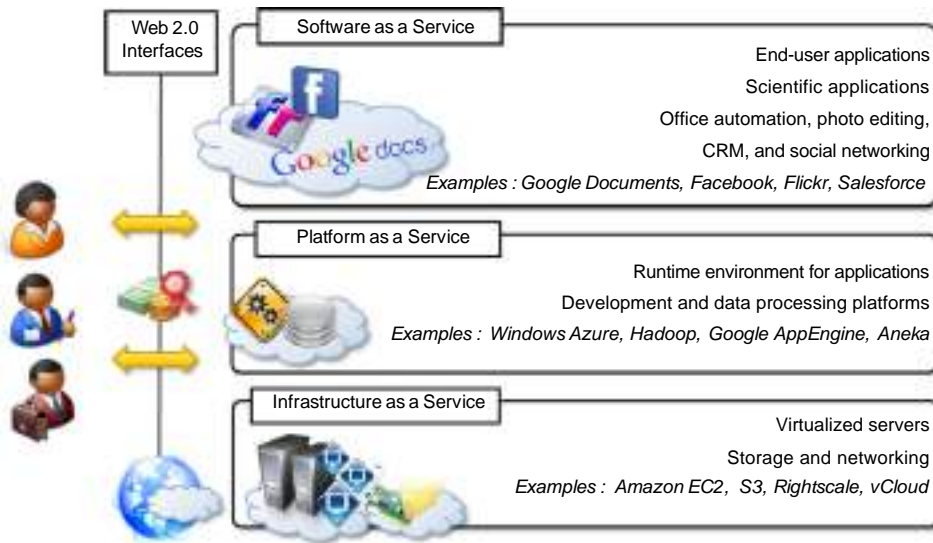 Web 2.0
Interfaces
Software as a Service
End-user applications
Scientific applications
Office automation, photo editing,
CRM, and social networking
Examples : Google Documents, Facebook, Flickr, Salesforce
f
Google docs
Platform as a Service
Runtime environment for applications
Development and data processing platforms
Examples : Windows Azure, Hadoop, Google AppEngine, Aneka
Infrastructure as a Service
Virtualized servers
Storage and networking
Examples : Amazon EC2, S3, Rightscale, vCloud